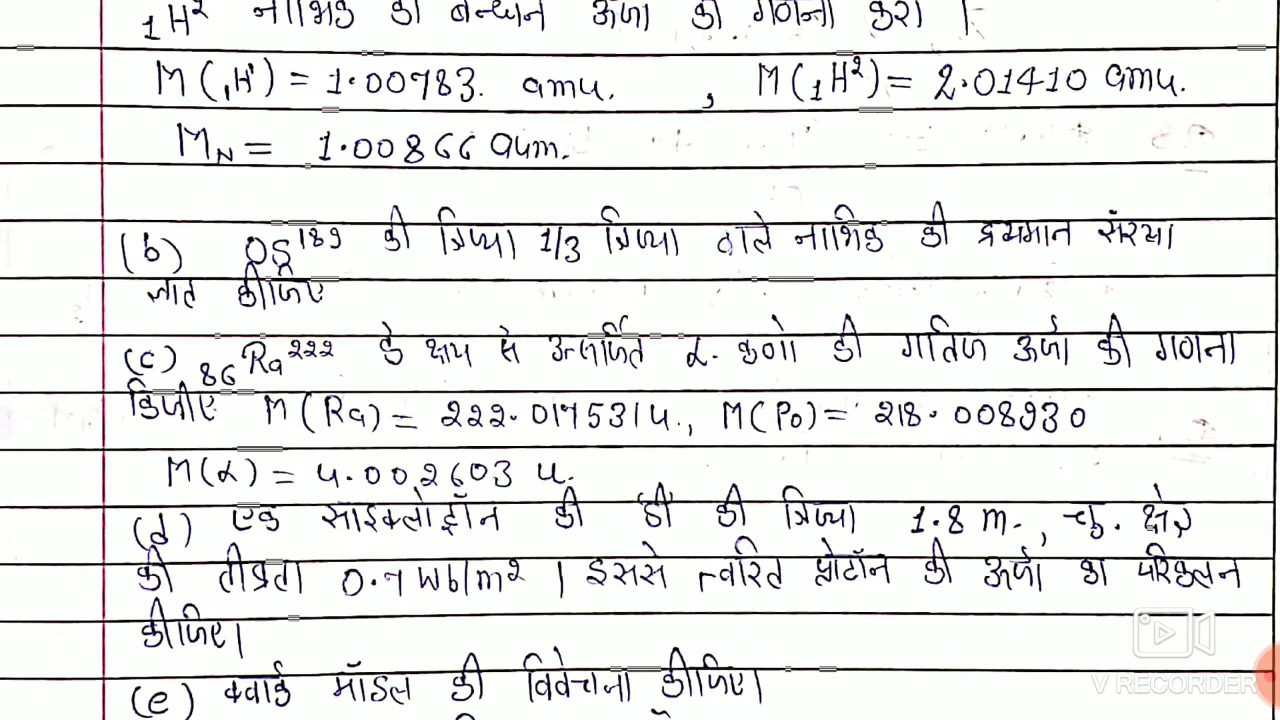 ₁H² नाभिक की बन्धन ऊर्जा की गणना करो ।
M(₁H¹) = 1.00783. amu. , M(₁H²) = 2.01410 amu.
M_N = 1.00866 aum.
(b) OS¹⁸⁹ की त्रिज्या 1/3 त्रिज्या वाले नाभिक की द्रव्यमान संख्या
ज्ञात कीजिए
(c) ₈₆Ra²²² के क्षय से उत्सर्जित α. कणो की गतिज ऊर्जा की गणना
किजीए M(Ra) = 222.017531u., M(Po) = 218.008930
M(α) = 4.002603 u.
(d) एक साइक्लोट्रॉन की 'डी' की त्रिज्या 1.8 m., चु. क्षेत्र
की तीव्रता 0.7 Wb/m² । इससे त्वरित प्रोटॉन की ऊर्जा का परिकलन
कीजिए।
(e) क्वार्क मॉडल की विवेचना कीजिए।
V RECORDER